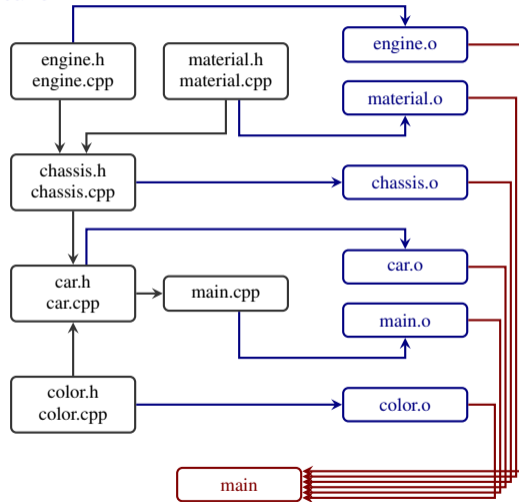 engine.h
engine.cpp
material.h
material.cpp
engine.o
material.o
chassis.h
chassis.cpp
chassis.o
car.h
car.cpp
main.cpp
car.o
main.o
color.h
color.cpp
color.o
main